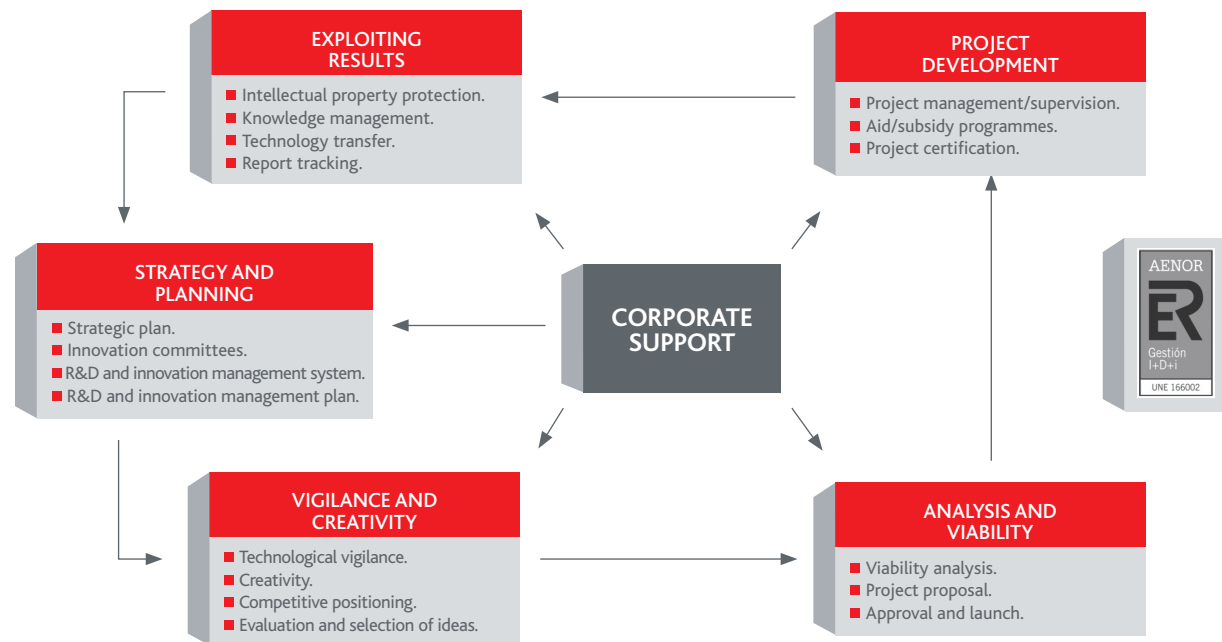 EXPLOITING
RESULTS
Intellectual property protection.
Knowledge management.
Technology transfer.
Report tracking.
PROJECT
DEVELOPMENT
Project management/supervision.
Aid/subsidy programmes.
Project certification.
STRATEGY AND
PLANNING
Strategic plan.
Innovation committees.
R&D and innovation management system.
R&D and innovation management plan.
CORPORATE
SUPPORT
AENOR
ER
Gestión
I+D+i
UNE 166002
VIGILANCE AND
CREATIVITY
Technological vigilance.
Creativity.
Competitive positioning.
Evaluation and selection of ideas.
ANALYSIS AND
VIABILITY
Viability analysis.
Project proposal.
Approval and launch.